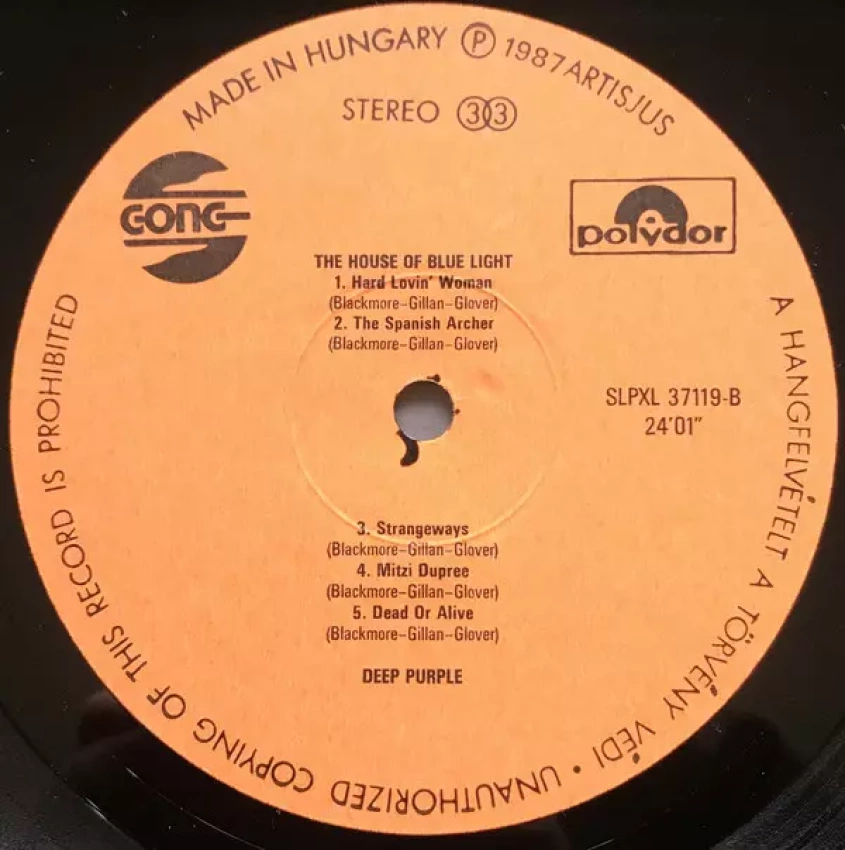 MADE IN HUNGARY Ⓟ 1987 ARTISJUS
STEREO 33
GONG
polydor
THE HOUSE OF BLUE LIGHT
1. Hard Lovin' Woman
(Blackmore-Gillan-Glover)
2. The Spanish Archer
(Blackmore-Gillan-Glover)
SLPXL 37119-B
24'01"
3. Strangeways
(Blackmore-Gillan-Glover)
4. Mitzi Dupree
(Blackmore-Gillan-Glover)
5. Dead Or Alive
(Blackmore-Gillan-Glover)
DEEP PURPLE
A HANGFELVÉTELT A TÖRVÉNY VÉDI • UNAUTHORIZED COPYING OF THIS RECORD IS PROHIBITED